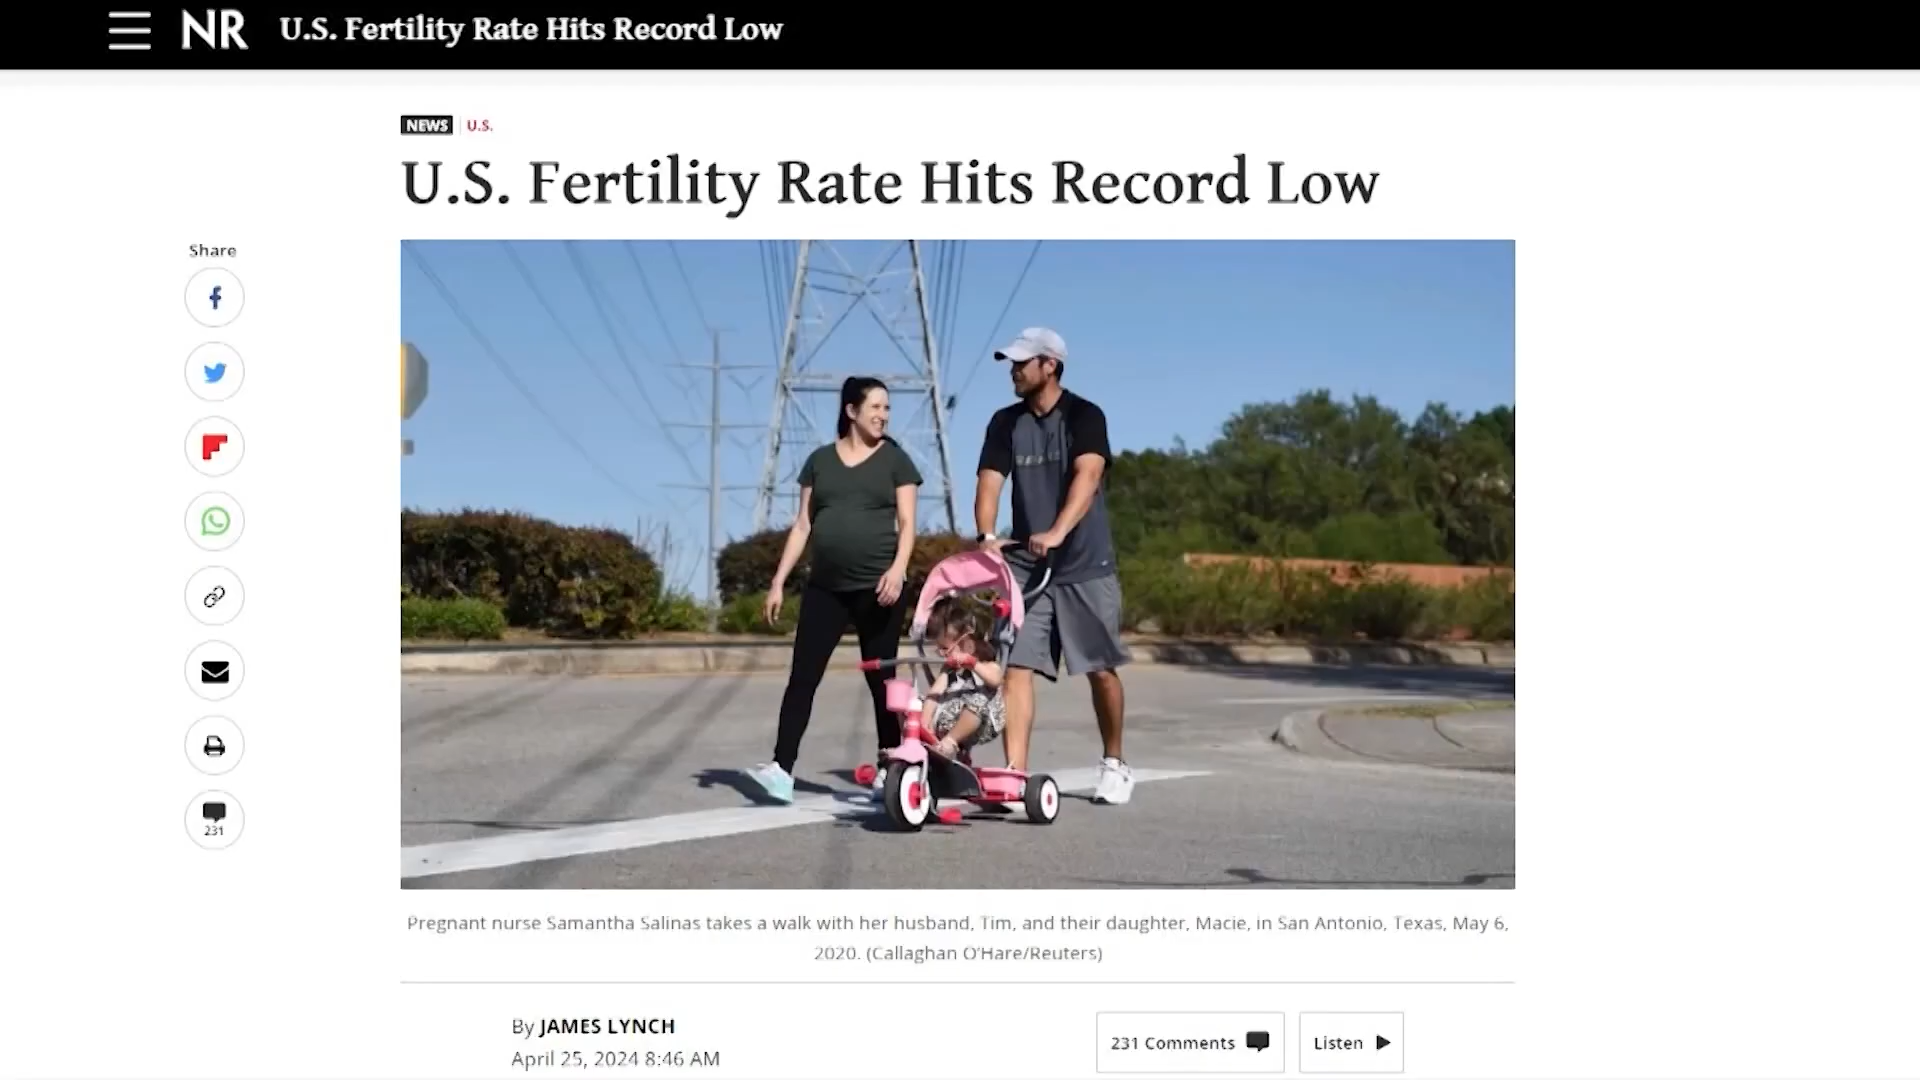 NR U.S. Fertility Rate Hits Record Low
NEWS U.S.
U.S. Fertility Rate Hits Record Low
Share
231
Pregnant nurse Samantha Salinas takes a walk with her husband, Tim, and their daughter, Macie, in San Antonio, Texas, May 6,
2020. (Callaghan O'Hare/Reuters)
By JAMES LYNCH
April 25, 2024 8:46 AM
231 Comments
Listen